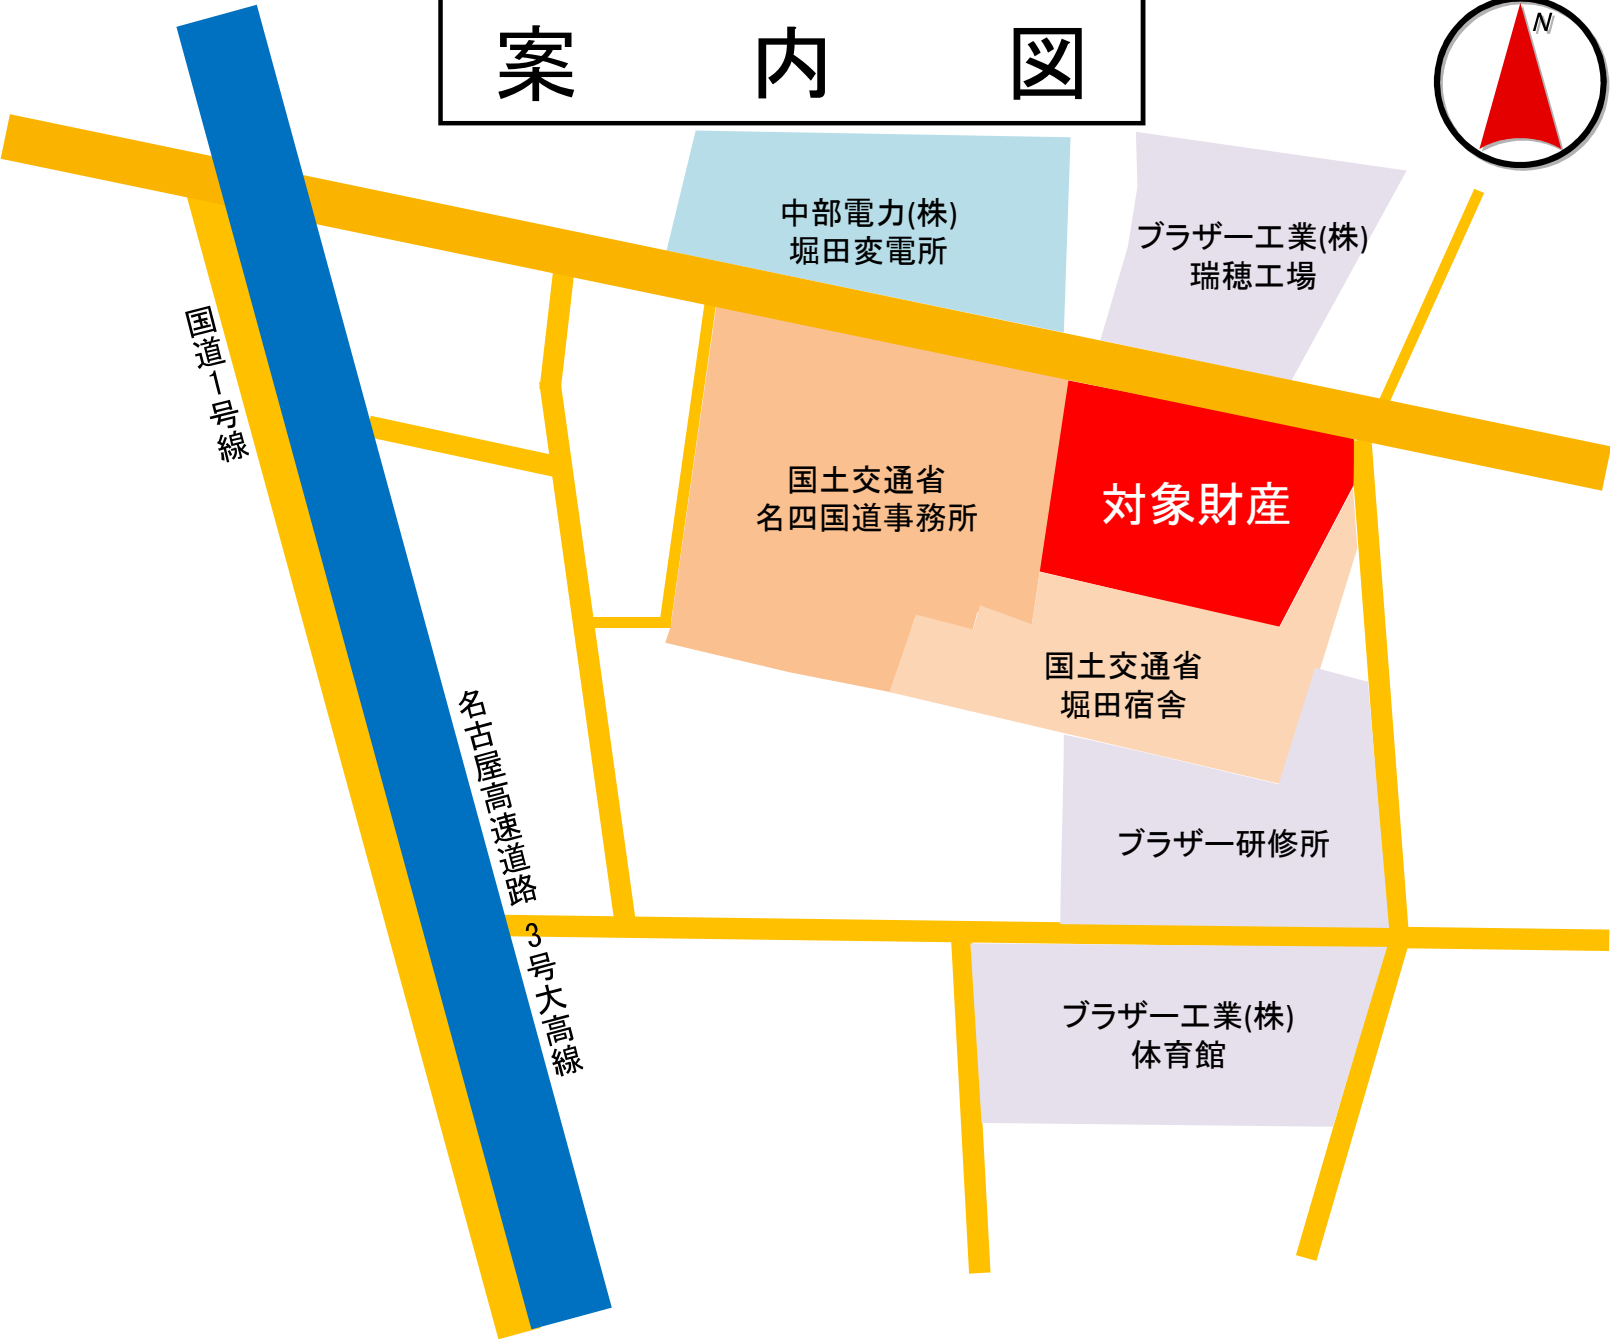 案内図
N
中部電力(株)
堀田変電所
ブラザー工業(株)
瑞穂工場
国道1号線
国土交通省
名四国道事務所
対象財産
国土交通省
堀田宿舎
名古屋高速道路 3号大高線
ブラザー研修所
ブラザー工業(株)
体育館